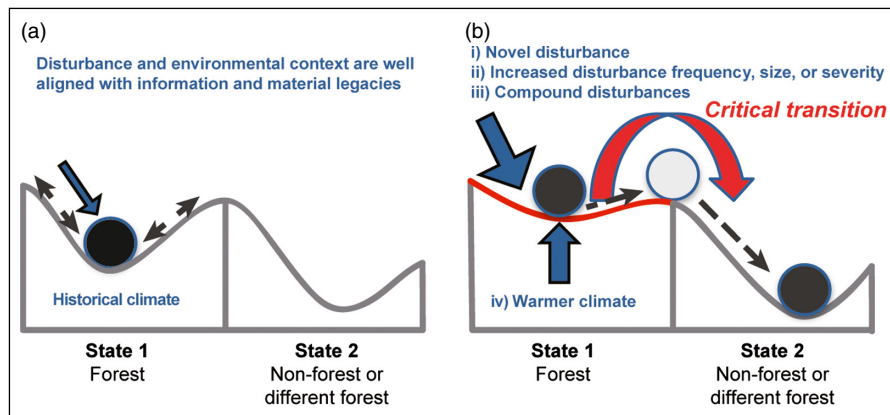 (a)
Disturbance and environmental context are well
aligned with information and material legacies
Historical climate
State 1
Forest
State 2
Non-forest or
different forest
(b)
i) Novel disturbance
ii) Increased disturbance frequency, size, or severity
iii) Compound disturbances
Critical transition
iv) Warmer climate
State 1
Forest
State 2
Non-forest or
different forest